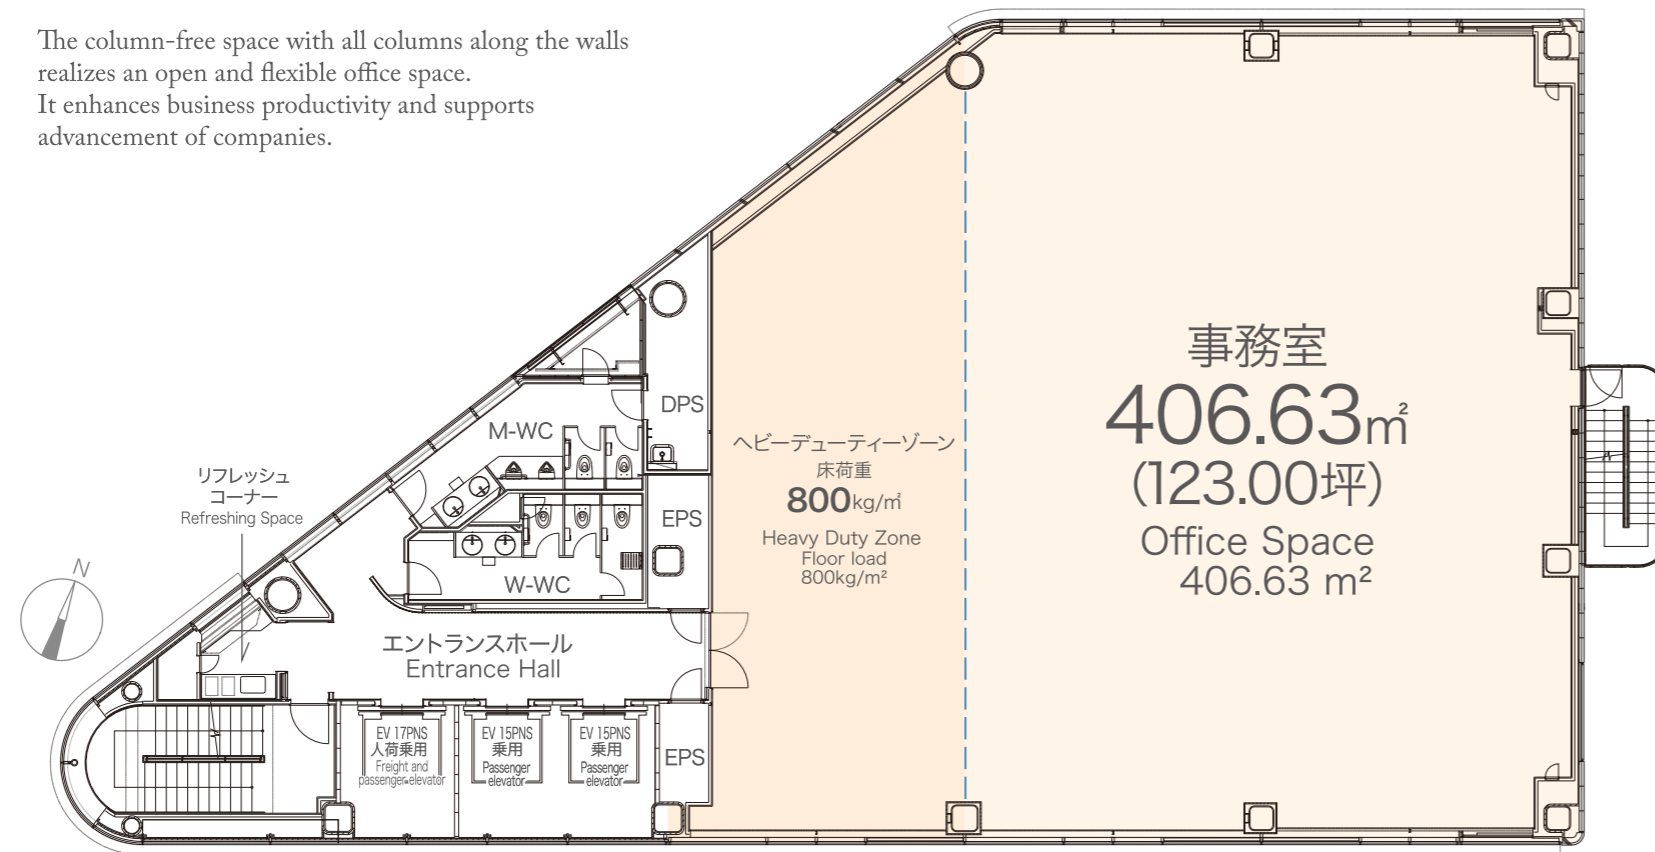 The column-free space with all columns along the walls
realizes an open and flexible office space.
It enhances business productivity and supports
advancement of companies.
事務室
406.63㎡
(123.00坪)
Office Space
406.63 m²
ヘビーデューティーゾーン
床荷重
800kg/㎡
Heavy Duty Zone
Floor load
800kg/m²
DPS
M-WC
EPS
W-WC
リフレッシュ
コーナー
Refreshing Space
N
エントランスホール
Entrance Hall
EV 17PNS
人荷乗用
Freight and
passenger elevator
EV 15PNS
乗用
Passenger
elevator
EV 15PNS
乗用
Passenger
elevator
EPS